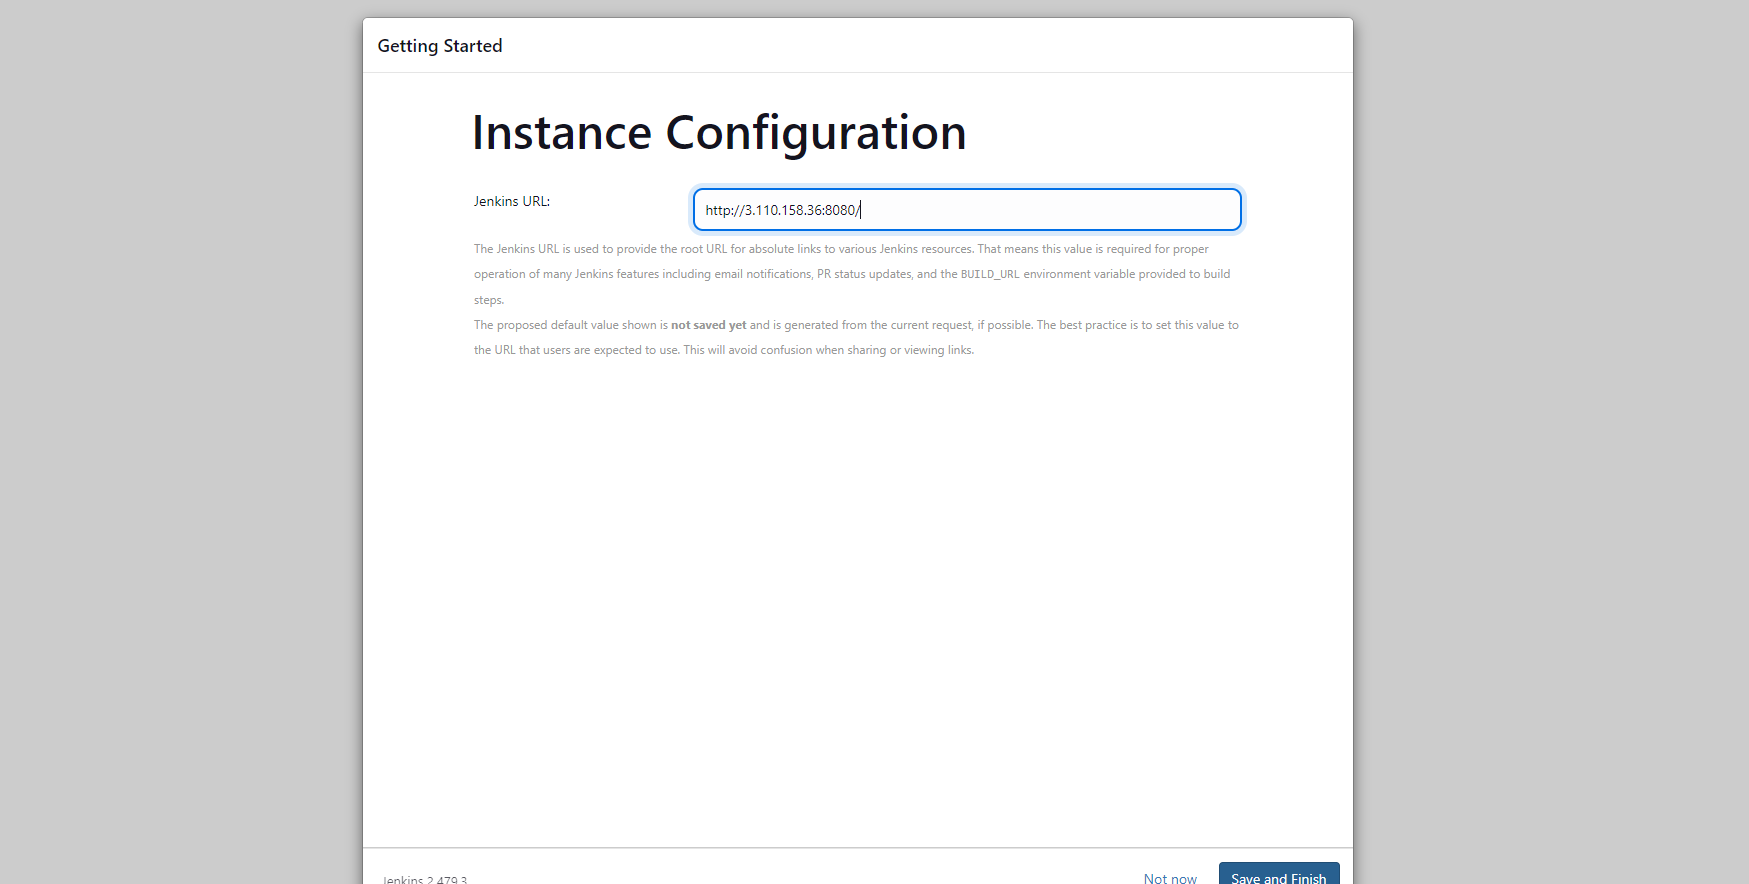 Getting Started
Instance Configuration
Jenkins URL:
http://3.110.158.36:8080/
The Jenkins URL is used to provide the root URL for absolute links to various Jenkins resources. That means this value is required for proper
operation of many Jenkins features including email notifications, PR status updates, and the BUILD_URL environment variable provided to build
steps.
The proposed default value shown is not saved yet and is generated from the current request, if possible. The best practice is to set this value to
the URL that users are expected to use. This will avoid confusion when sharing or viewing links.
Jenkins 2.479.3
Not now
Save and Finish